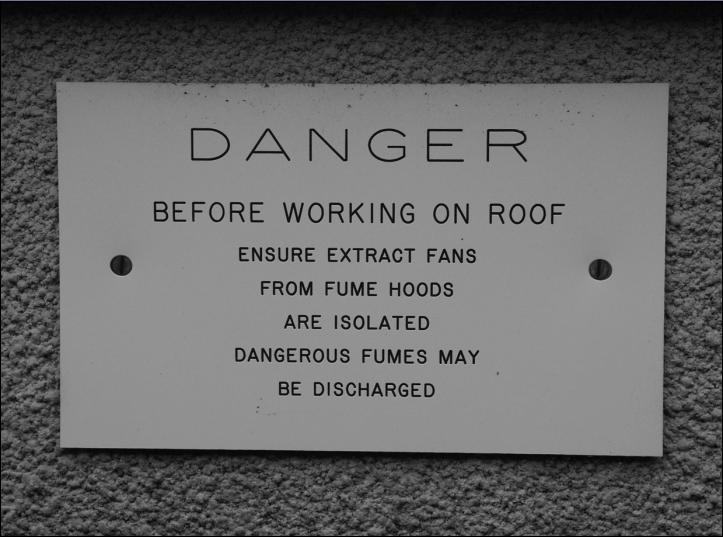 DANGER
BEFORE WORKING ON ROOF
ENSURE EXTRACT FANS
FROM FUME HOODS
ARE ISOLATED
DANGEROUS FUMES MAY
BE DISCHARGED